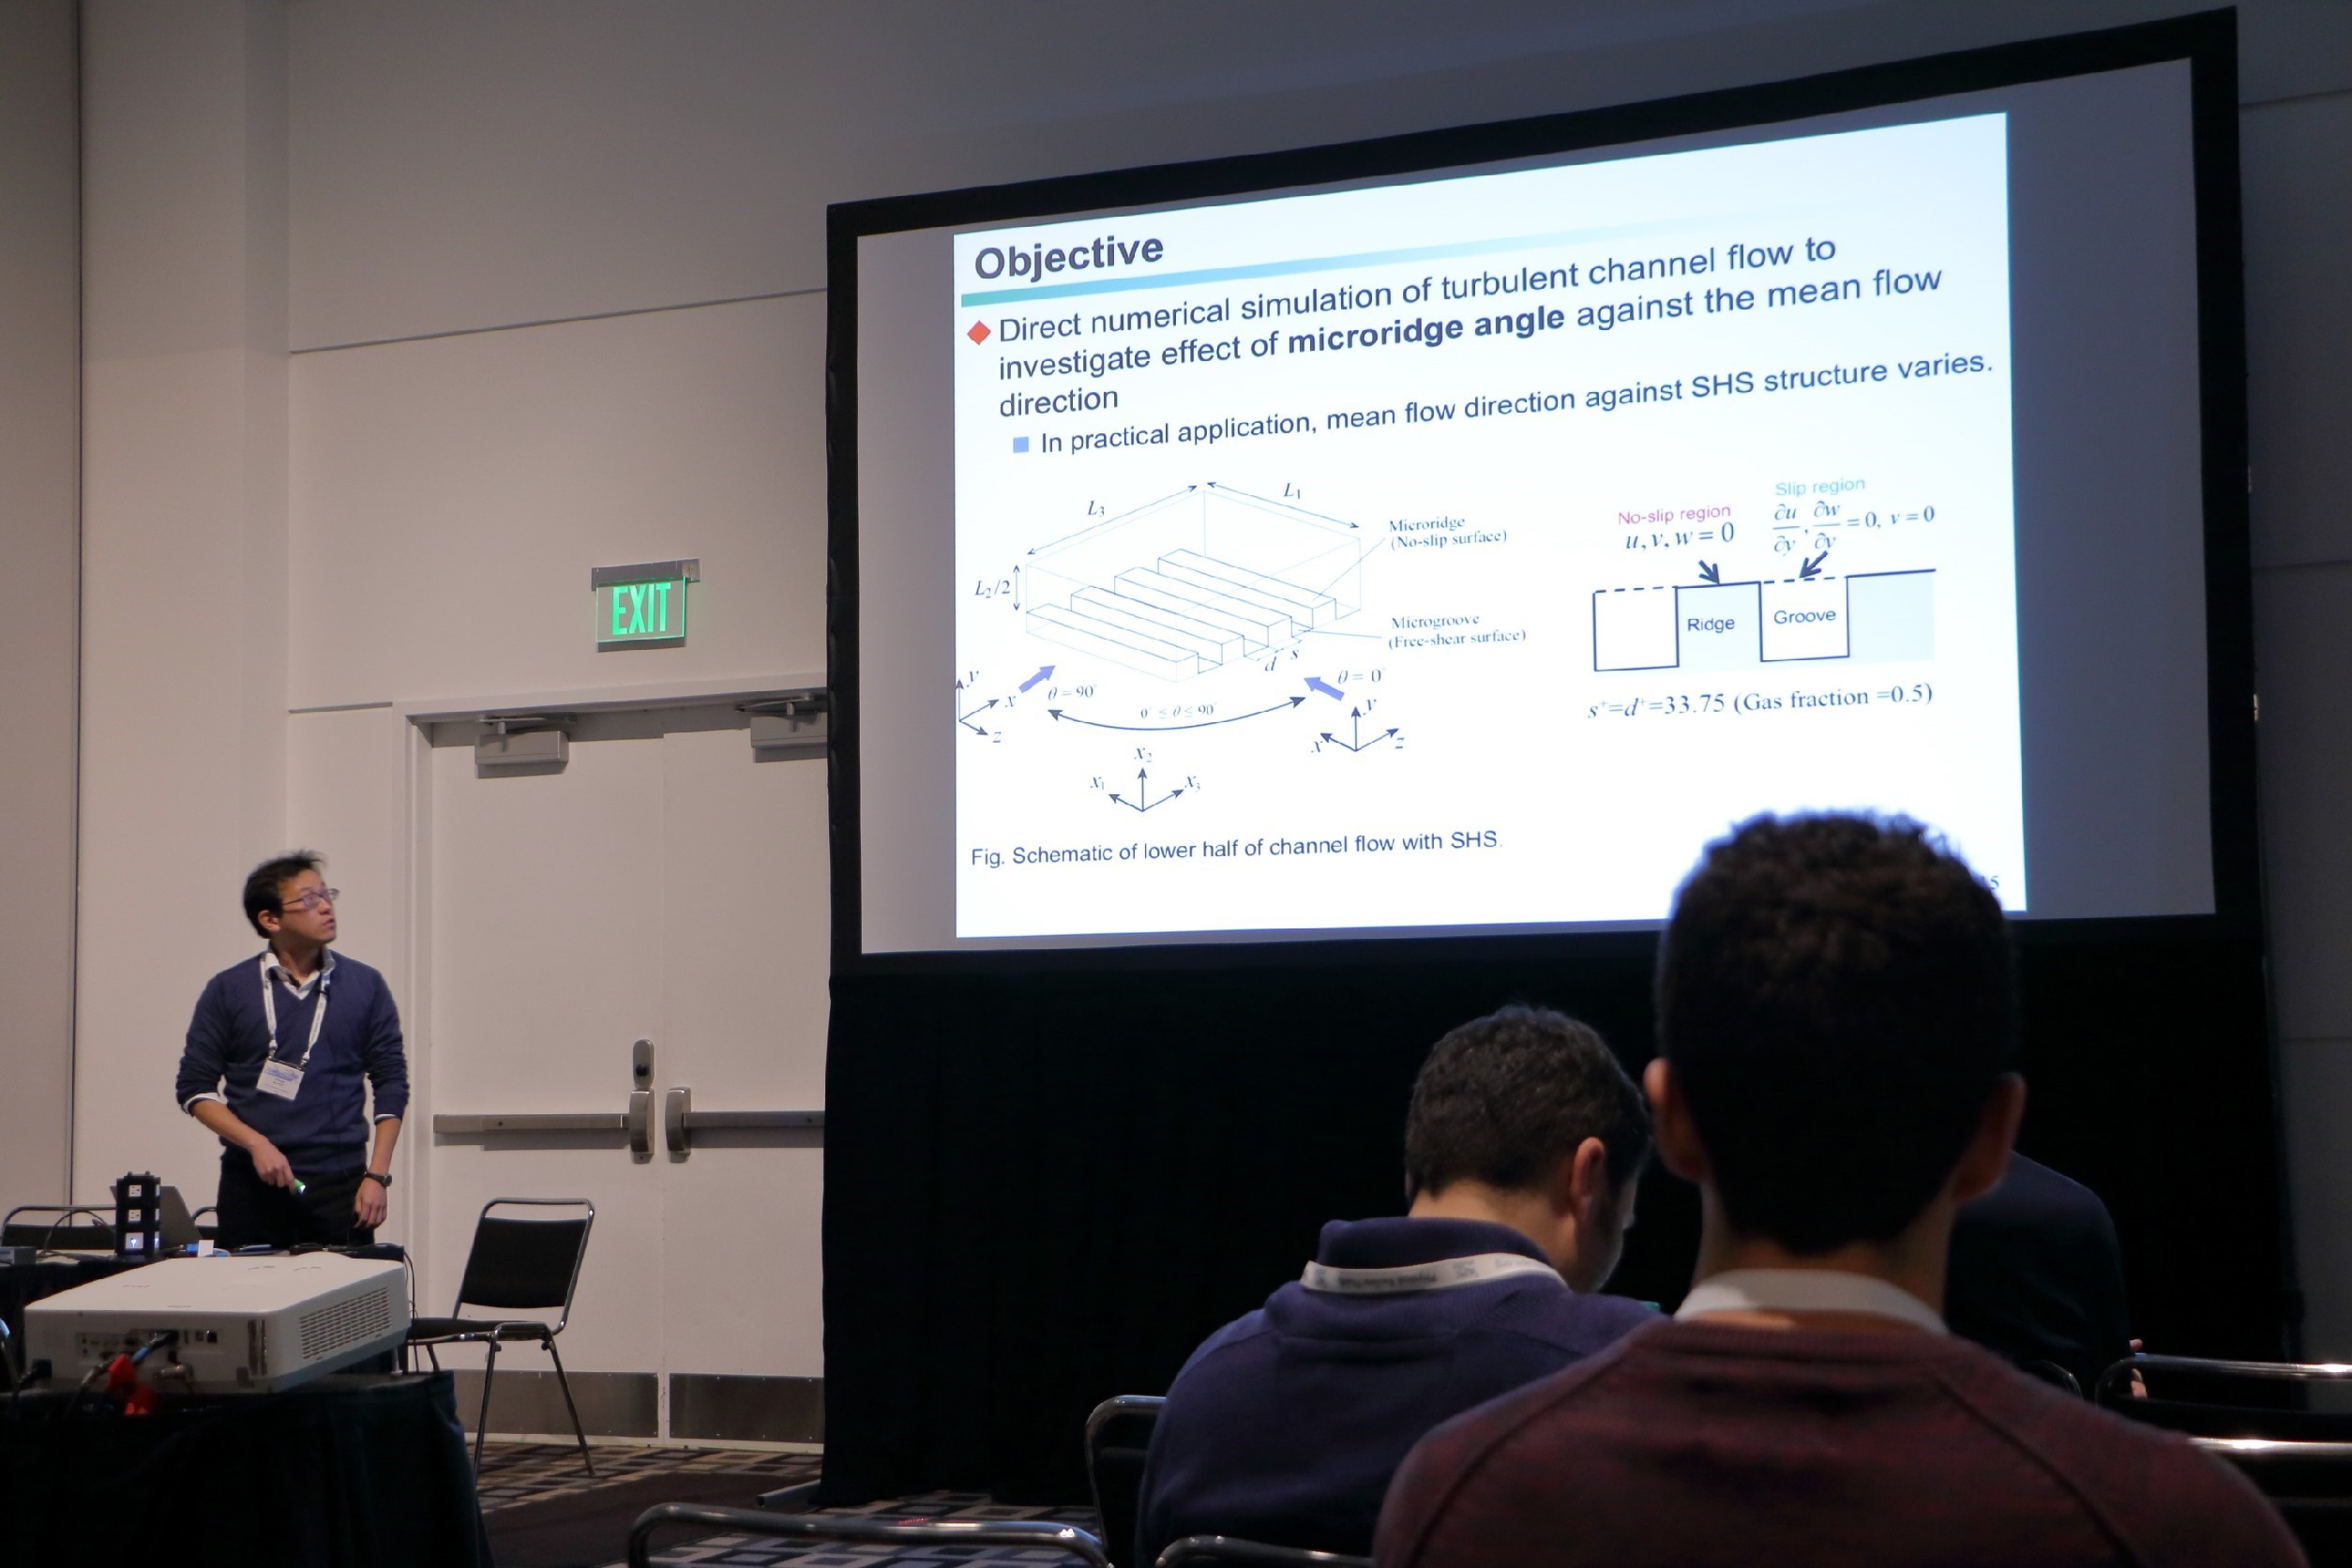 Objective
Direct numerical simulation of turbulent channel flow to
investigate effect of microridge angle against the mean flow
direction
In practical application, mean flow direction against SHS structure varies.
L₃
L₁
L₂/2
Microridge
(No-slip surface)
Microgroove
(Free-shear surface)
d s
θ = 90°
θ = 0°
0° ≤ θ ≤ 90°
y
x
z
y
x
z
x₂
x₁
x₃
Fig. Schematic of lower half of channel flow with SHS.
No-slip region
u, v, w = 0
Slip region
∂u/∂y, ∂w/∂y = 0, v = 0
Ridge
Groove
s⁺=d⁺=33.75 (Gas fraction =0.5)
EXIT